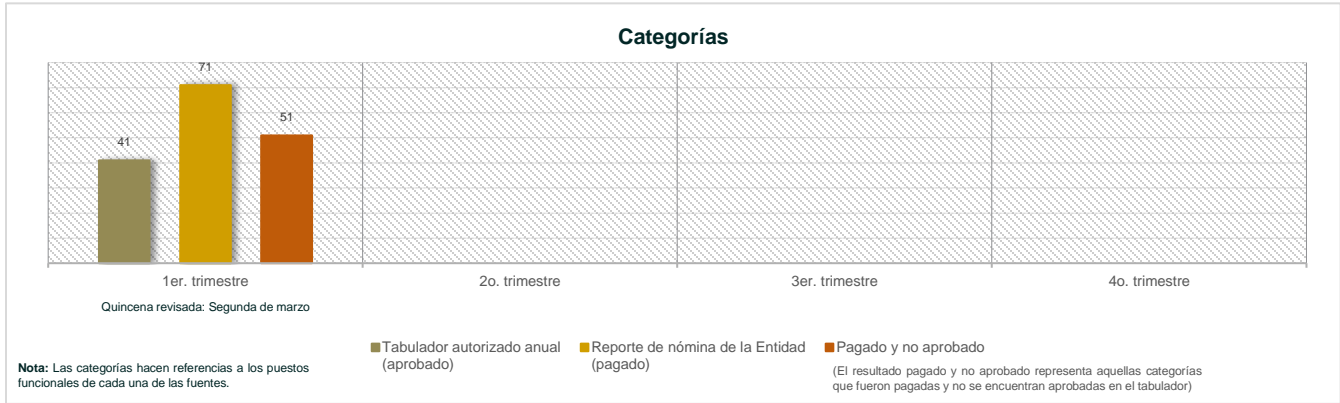 Categorías
41
71
51
1er. trimestre
2o. trimestre
3er. trimestre
4o. trimestre
Quincena revisada: Segunda de marzo
Tabulador autorizado anual
(aprobado)
Reporte de nómina de la Entidad
(pagado)
Pagado y no aprobado
(El resultado pagado y no aprobado representa aquellas categorías
que fueron pagadas y no se encuentran aprobadas en el tabulador)
Nota: Las categorías hacen referencias a los puestos
funcionales de cada una de las fuentes.